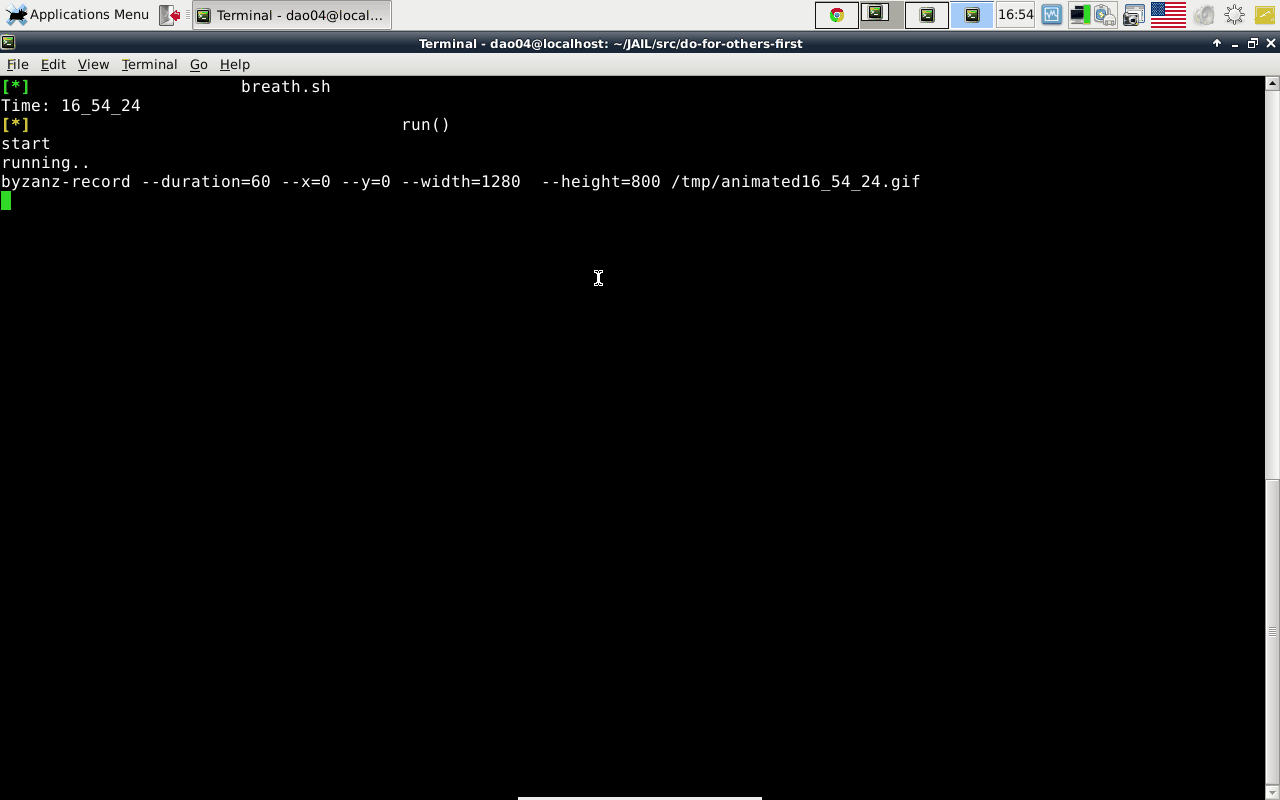 Applications Menu Terminal - dao04@local... 16:54
Terminal - dao04@localhost: ~/JAIL/src/do-for-others-first
File Edit View Terminal Go Help
[*] breath.sh
Time: 16_54_24
[*] run()
start
running..
byzanz-record --duration=60 --x=0 --y=0 --width=1280  --height=800 /tmp/animated16_54_24.gif